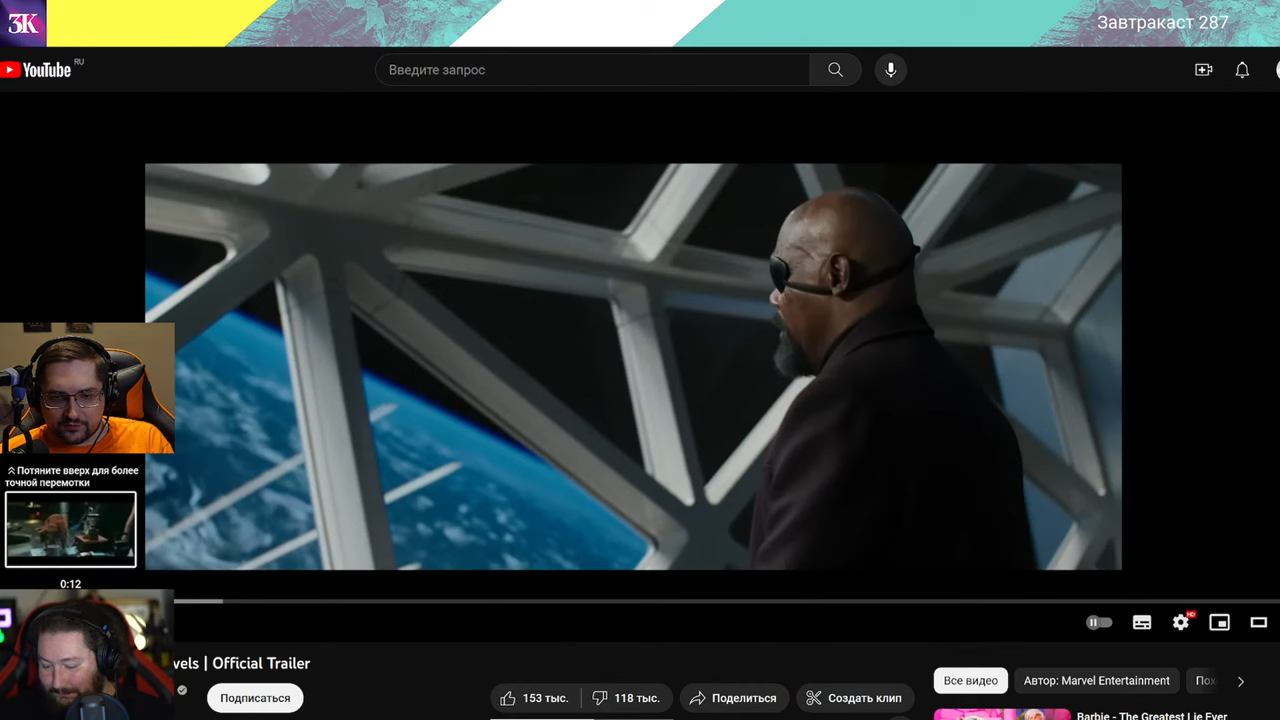 ЗК
Завтракаст 287
YouTube
RU
Введите запрос
Потяните вверх для более
точной перемотки
0:12
HD
vels | Official Trailer
Подписаться
153 тыс.
118 тыс.
Поделиться
Создать клип
Все видео
Автор: Marvel Entertainment
Пох
Barbie - The Greatest Lie Ever